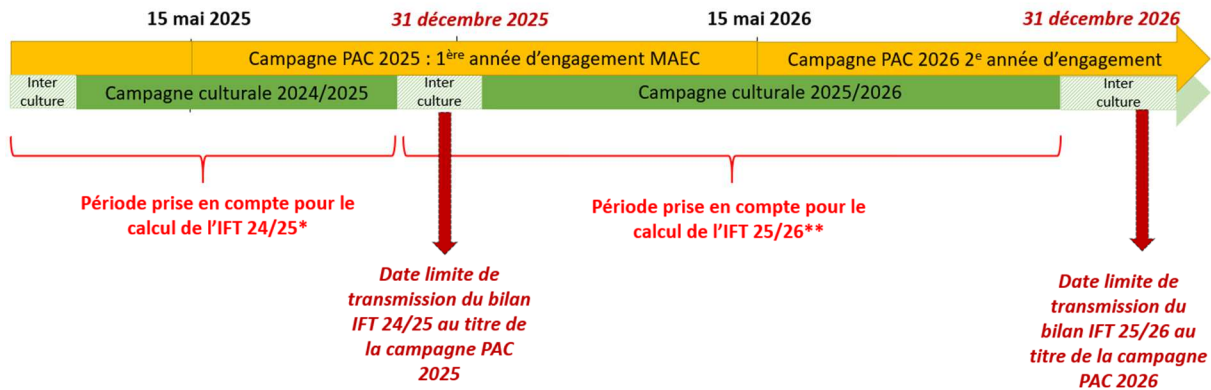 15 mai 2025
31 décembre 2025
15 mai 2026
31 décembre 2026
Campagne PAC 2025 : 1ère année d’engagement MAEC
Campagne PAC 2026 2e année d’engagement
Inter
culture
Campagne culturale 2024/2025
Inter
culture
Campagne culturale 2025/2026
Inter
culture
Période prise en compte pour le
calcul de l’IFT 24/25*
Période prise en compte pour le
calcul de l’IFT 25/26**
Date limite de
transmission du bilan
IFT 24/25 au titre de
la campagne PAC
2025
Date limite de
transmission du
bilan IFT 25/26 au
titre de la campagne
PAC 2026